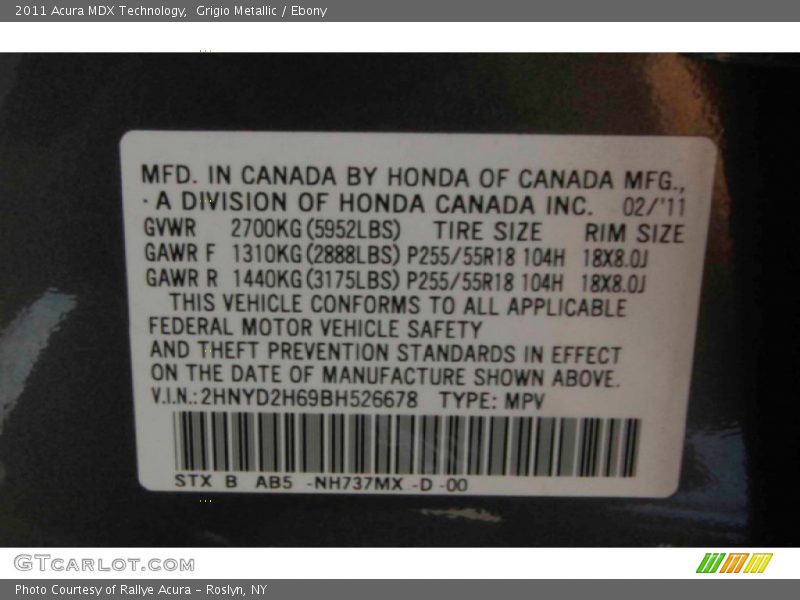 2011 Acura MDX Technology,  Grigio Metallic / Ebony
MFD. IN CANADA BY HONDA OF CANADA MFG.,
A DIVISION OF HONDA CANADA INC. 02/'11
GVWR 2700KG(5952LBS) TIRE SIZE RIM SIZE
GAWR F 1310KG(2888LBS) P255/55R18 104H 18X8.0J
GAWR R 1440KG(3175LBS) P255/55R18 104H 18X8.0J
THIS VEHICLE CONFORMS TO ALL APPLICABLE
FEDERAL MOTOR VEHICLE SAFETY
AND THEFT PREVENTION STANDARDS IN EFFECT
ON THE DATE OF MANUFACTURE SHOWN ABOVE.
V.I.N.:2HNYD2H69BH526678 TYPE: MPV
STX B AB5 -NH737MX -D -00
GTCARLOT.COM
Photo Courtesy of Rallye Acura – Roslyn, NY